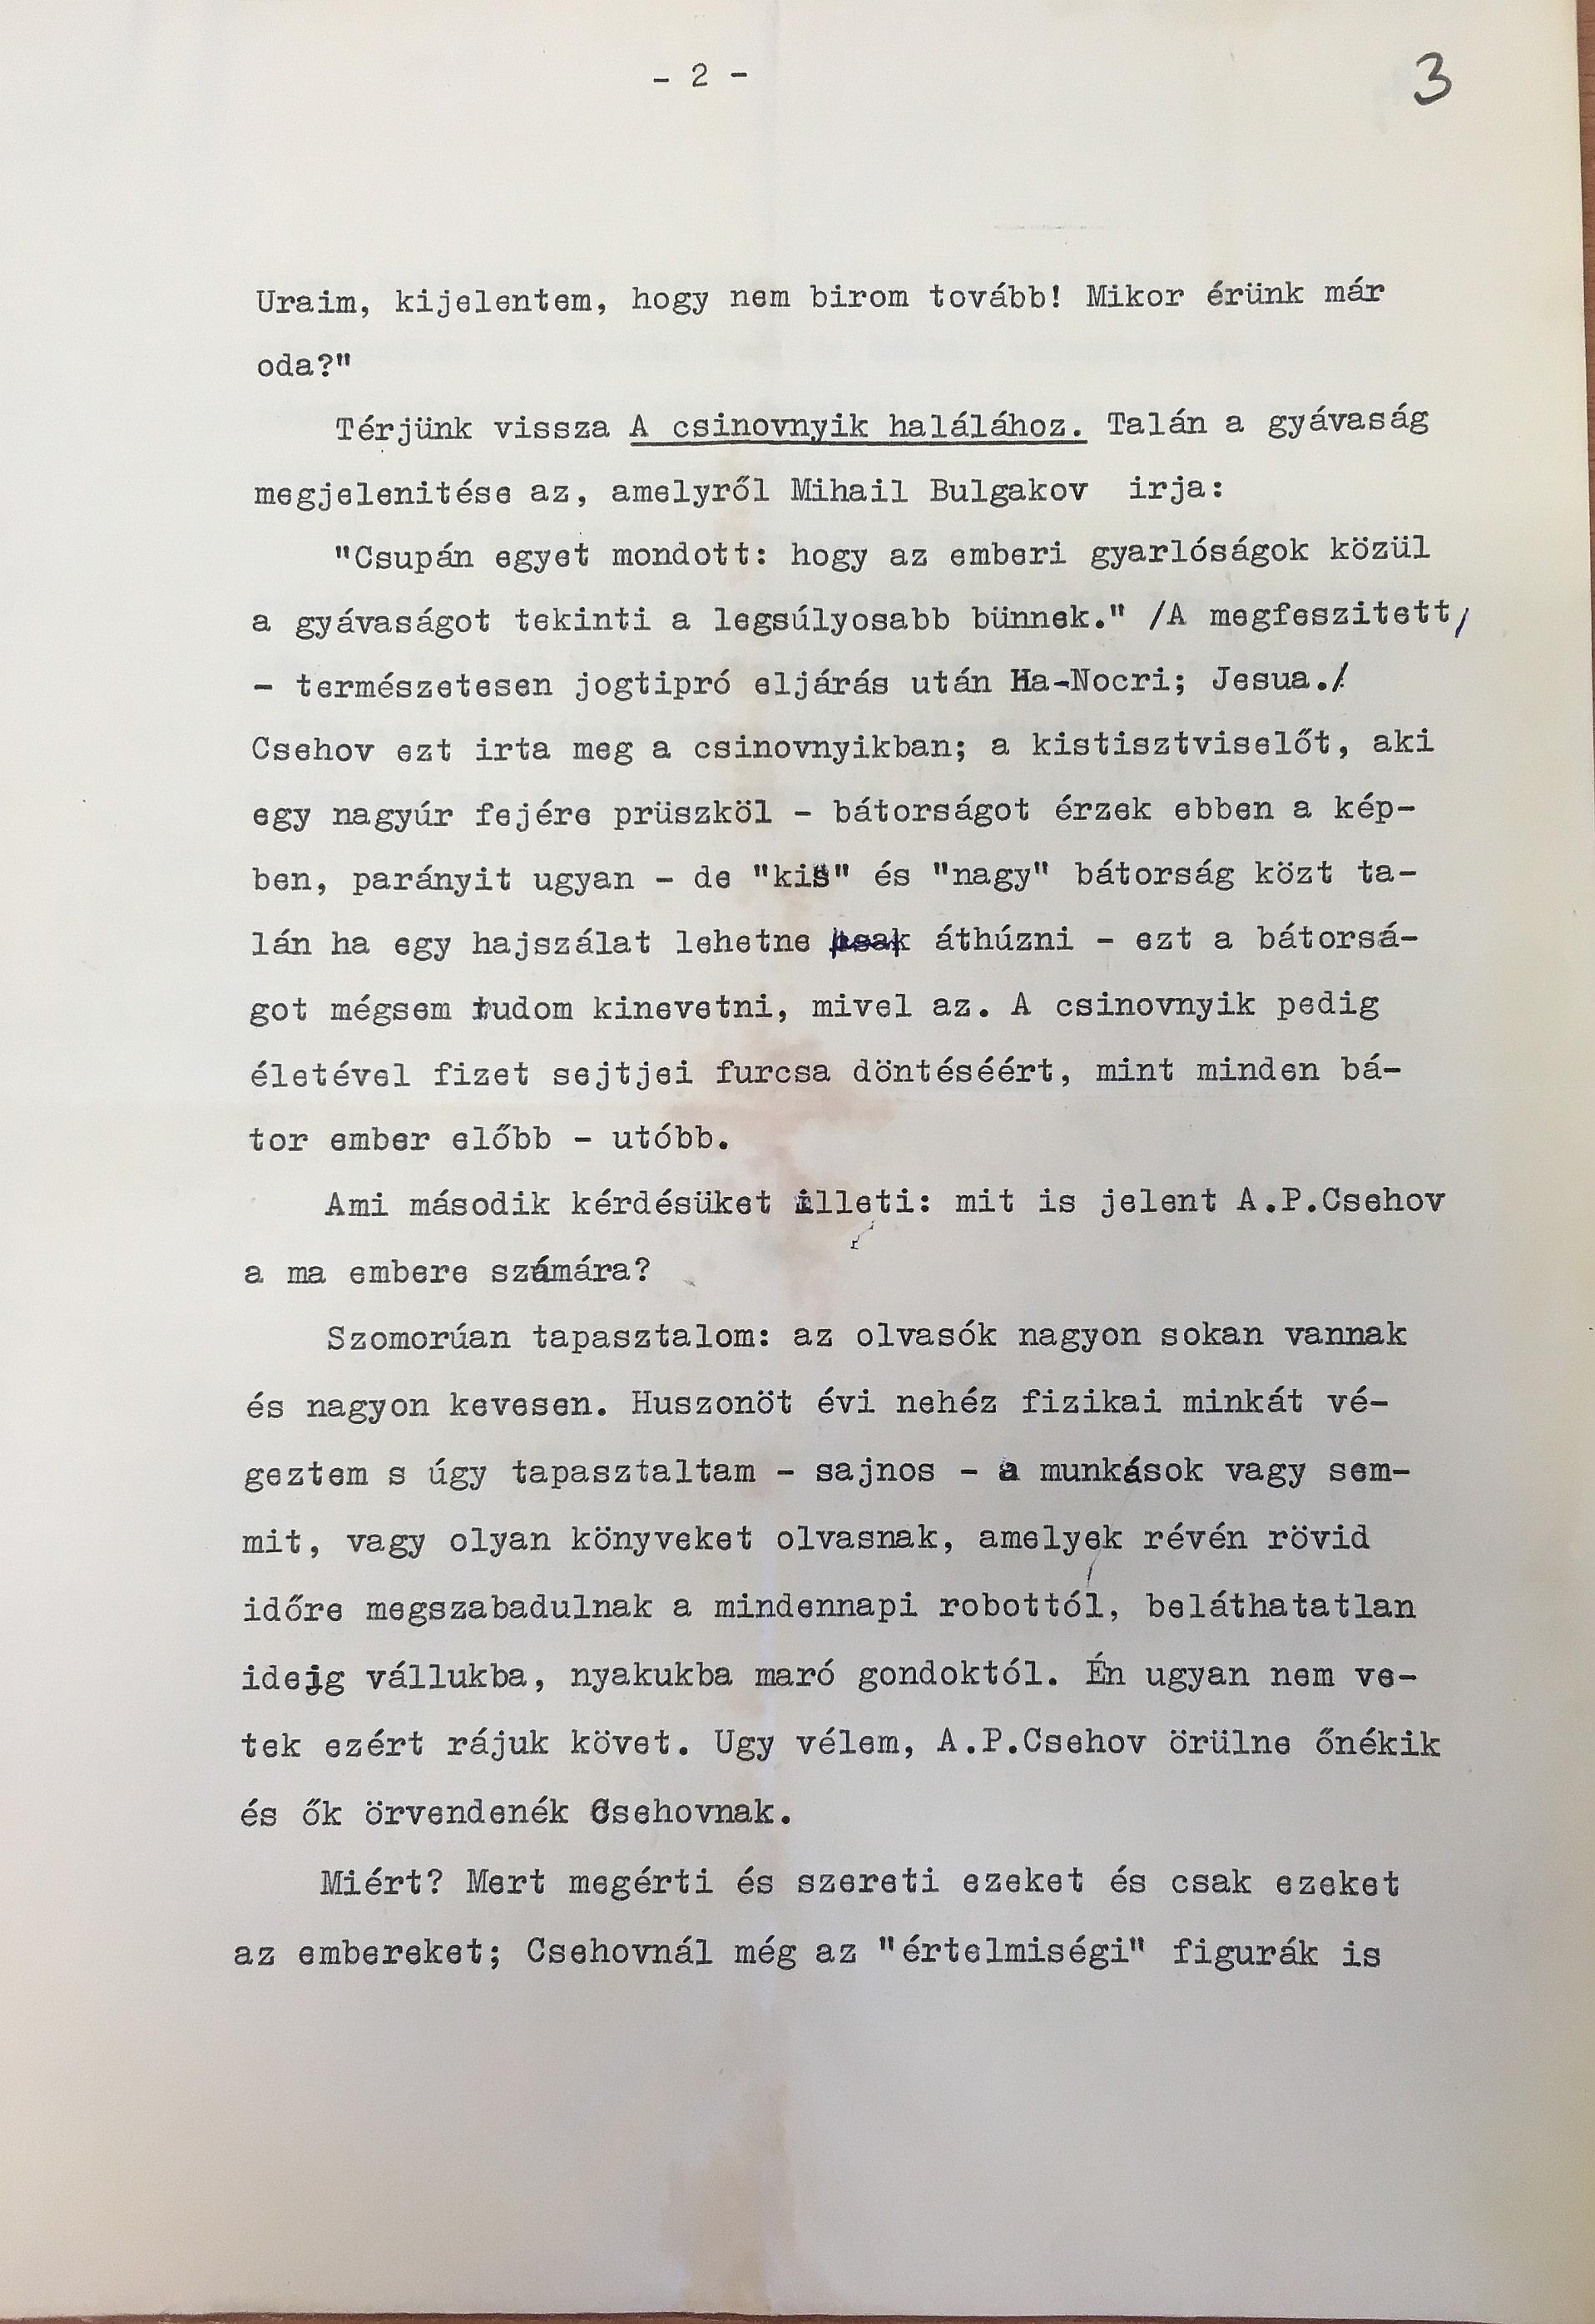 - 2 -
3
Uraim, kijelentem, hogy nem birom tovább! Mikor érünk már
oda?"
Térjünk vissza A csinovnyik halálához. Talán a gyávaság
megjelenitése az, amelyről Mihail Bulgakov irja:
"Csupán egyet mondott: hogy az emberi gyarlóságok közül
a gyávaságot tekinti a legsúlyosabb bünnek." /A megfeszitett,
- természetesen jogtipró eljárás után Ha-Nocri; Jesua./
Csehov ezt irta meg a csinovnyikban; a kistisztviselőt, aki
egy nagyúr fejére prüszköl - bátorságot érzek ebben a kép-
ben, parányit ugyan - de "kis" és "nagy" bátorság közt ta-
lán ha egy hajszálat lehetne csak áthúzni - ezt a bátorsá-
got mégsem tudom kinevetni, mivel az. A csinovnyik pedig
életével fizet sejtjei furcsa döntéséért, mint minden bá-
tor ember előbb - utóbb.
Ami második kérdésüket illeti: mit is jelent A.P.Csehov
a ma embere számára?
Szomorúan tapasztalom: az olvasók nagyon sokan vannak
és nagyon kevesen. Huszonöt évi nehéz fizikai minkát vé-
geztem s úgy tapasztaltam - sajnos - a munkások vagy sem-
mit, vagy olyan könyveket olvasnak, amelyek révén rövid
időre megszabadulnak a mindennapi robottól, beláthatatlan
ideig vállukba, nyakukba maró gondoktól. Én ugyan nem ve-
tek ezért rájuk követ. Ugy vélem, A.P.Csehov örülne őnékik
és ők örvendenék Csehovnak.
Miért? Mert megérti és szereti ezeket és csak ezeket
az embereket; Csehovnál még az "értelmiségi" figurák is